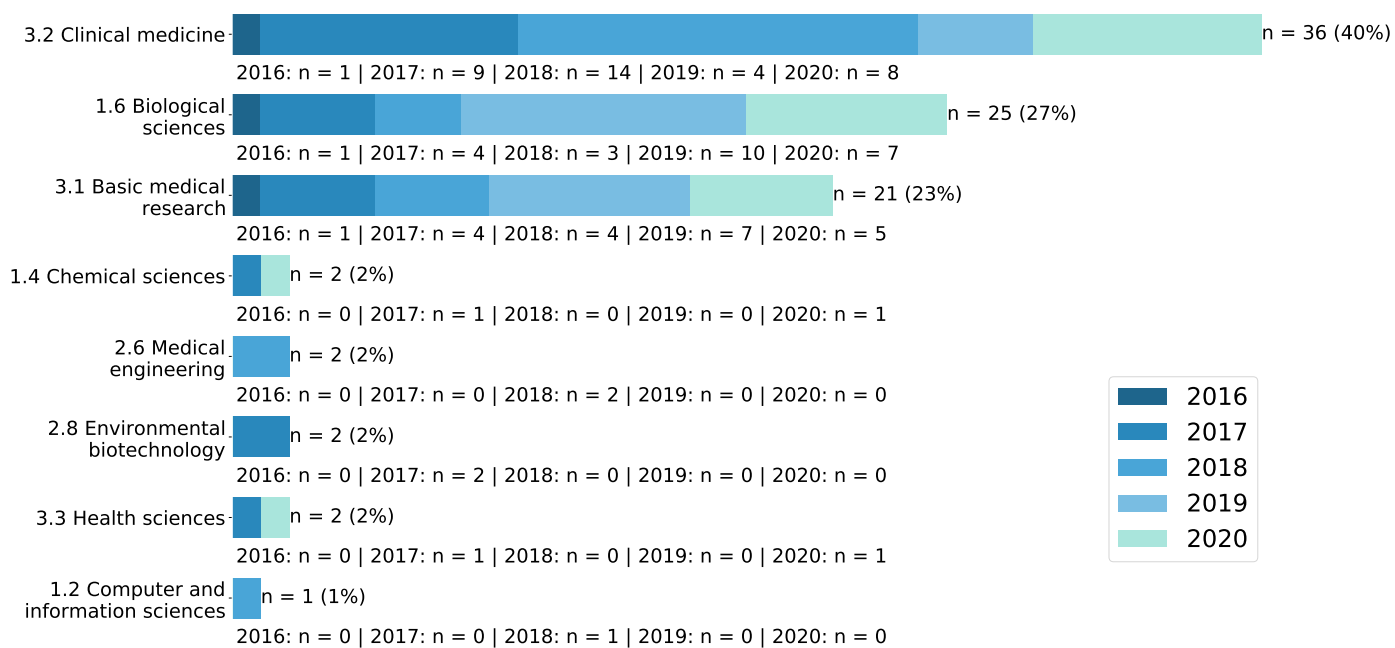 3.2 Clinical medicine
n = 36 (40%)
2016: n = 1 | 2017: n = 9 | 2018: n = 14 | 2019: n = 4 | 2020: n = 8
1.6 Biological
sciences
n = 25 (27%)
2016: n = 1 | 2017: n = 4 | 2018: n = 3 | 2019: n = 10 | 2020: n = 7
3.1 Basic medical
research
n = 21 (23%)
2016: n = 1 | 2017: n = 4 | 2018: n = 4 | 2019: n = 7 | 2020: n = 5
1.4 Chemical sciences
n = 2 (2%)
2016: n = 0 | 2017: n = 1 | 2018: n = 0 | 2019: n = 0 | 2020: n = 1
2.6 Medical
engineering
n = 2 (2%)
2016: n = 0 | 2017: n = 0 | 2018: n = 2 | 2019: n = 0 | 2020: n = 0
2.8 Environmental
biotechnology
n = 2 (2%)
2016: n = 0 | 2017: n = 2 | 2018: n = 0 | 2019: n = 0 | 2020: n = 0
3.3 Health sciences
n = 2 (2%)
2016: n = 0 | 2017: n = 1 | 2018: n = 0 | 2019: n = 0 | 2020: n = 1
1.2 Computer and
information sciences
n = 1 (1%)
2016: n = 0 | 2017: n = 0 | 2018: n = 1 | 2019: n = 0 | 2020: n = 0
2016
2017
2018
2019
2020